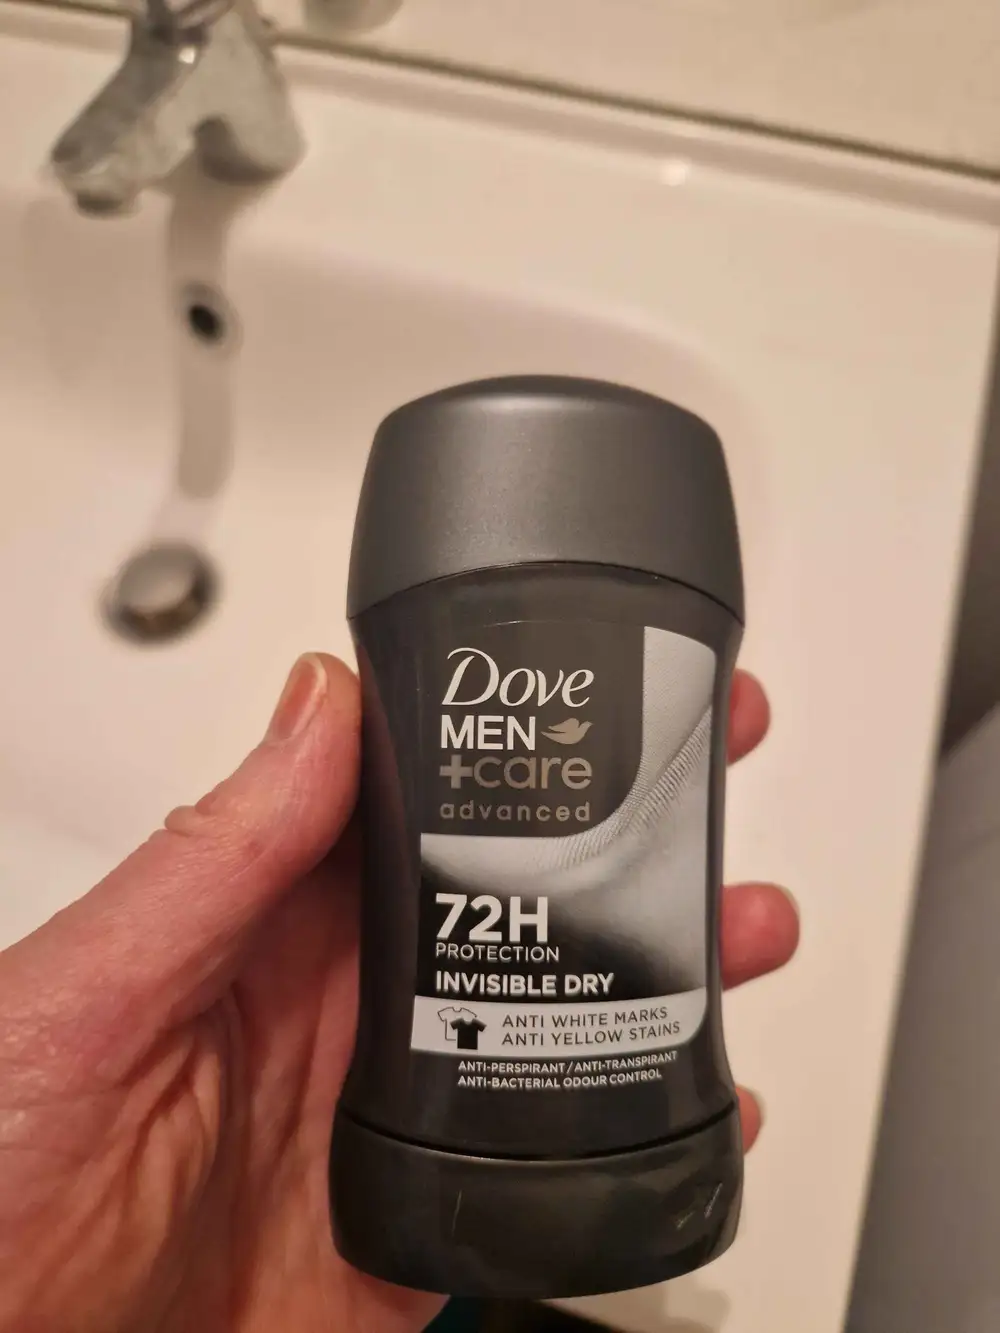 Dove
MEN
+care
advanced
72H
PROTECTION
INVISIBLE DRY
ANTI WHITE MARKS
ANTI YELLOW STAINS
ANTI-PERSPIRANT/ANTI-TRANSPIRANT
ANTI-BACTERIAL ODOUR CONTROL